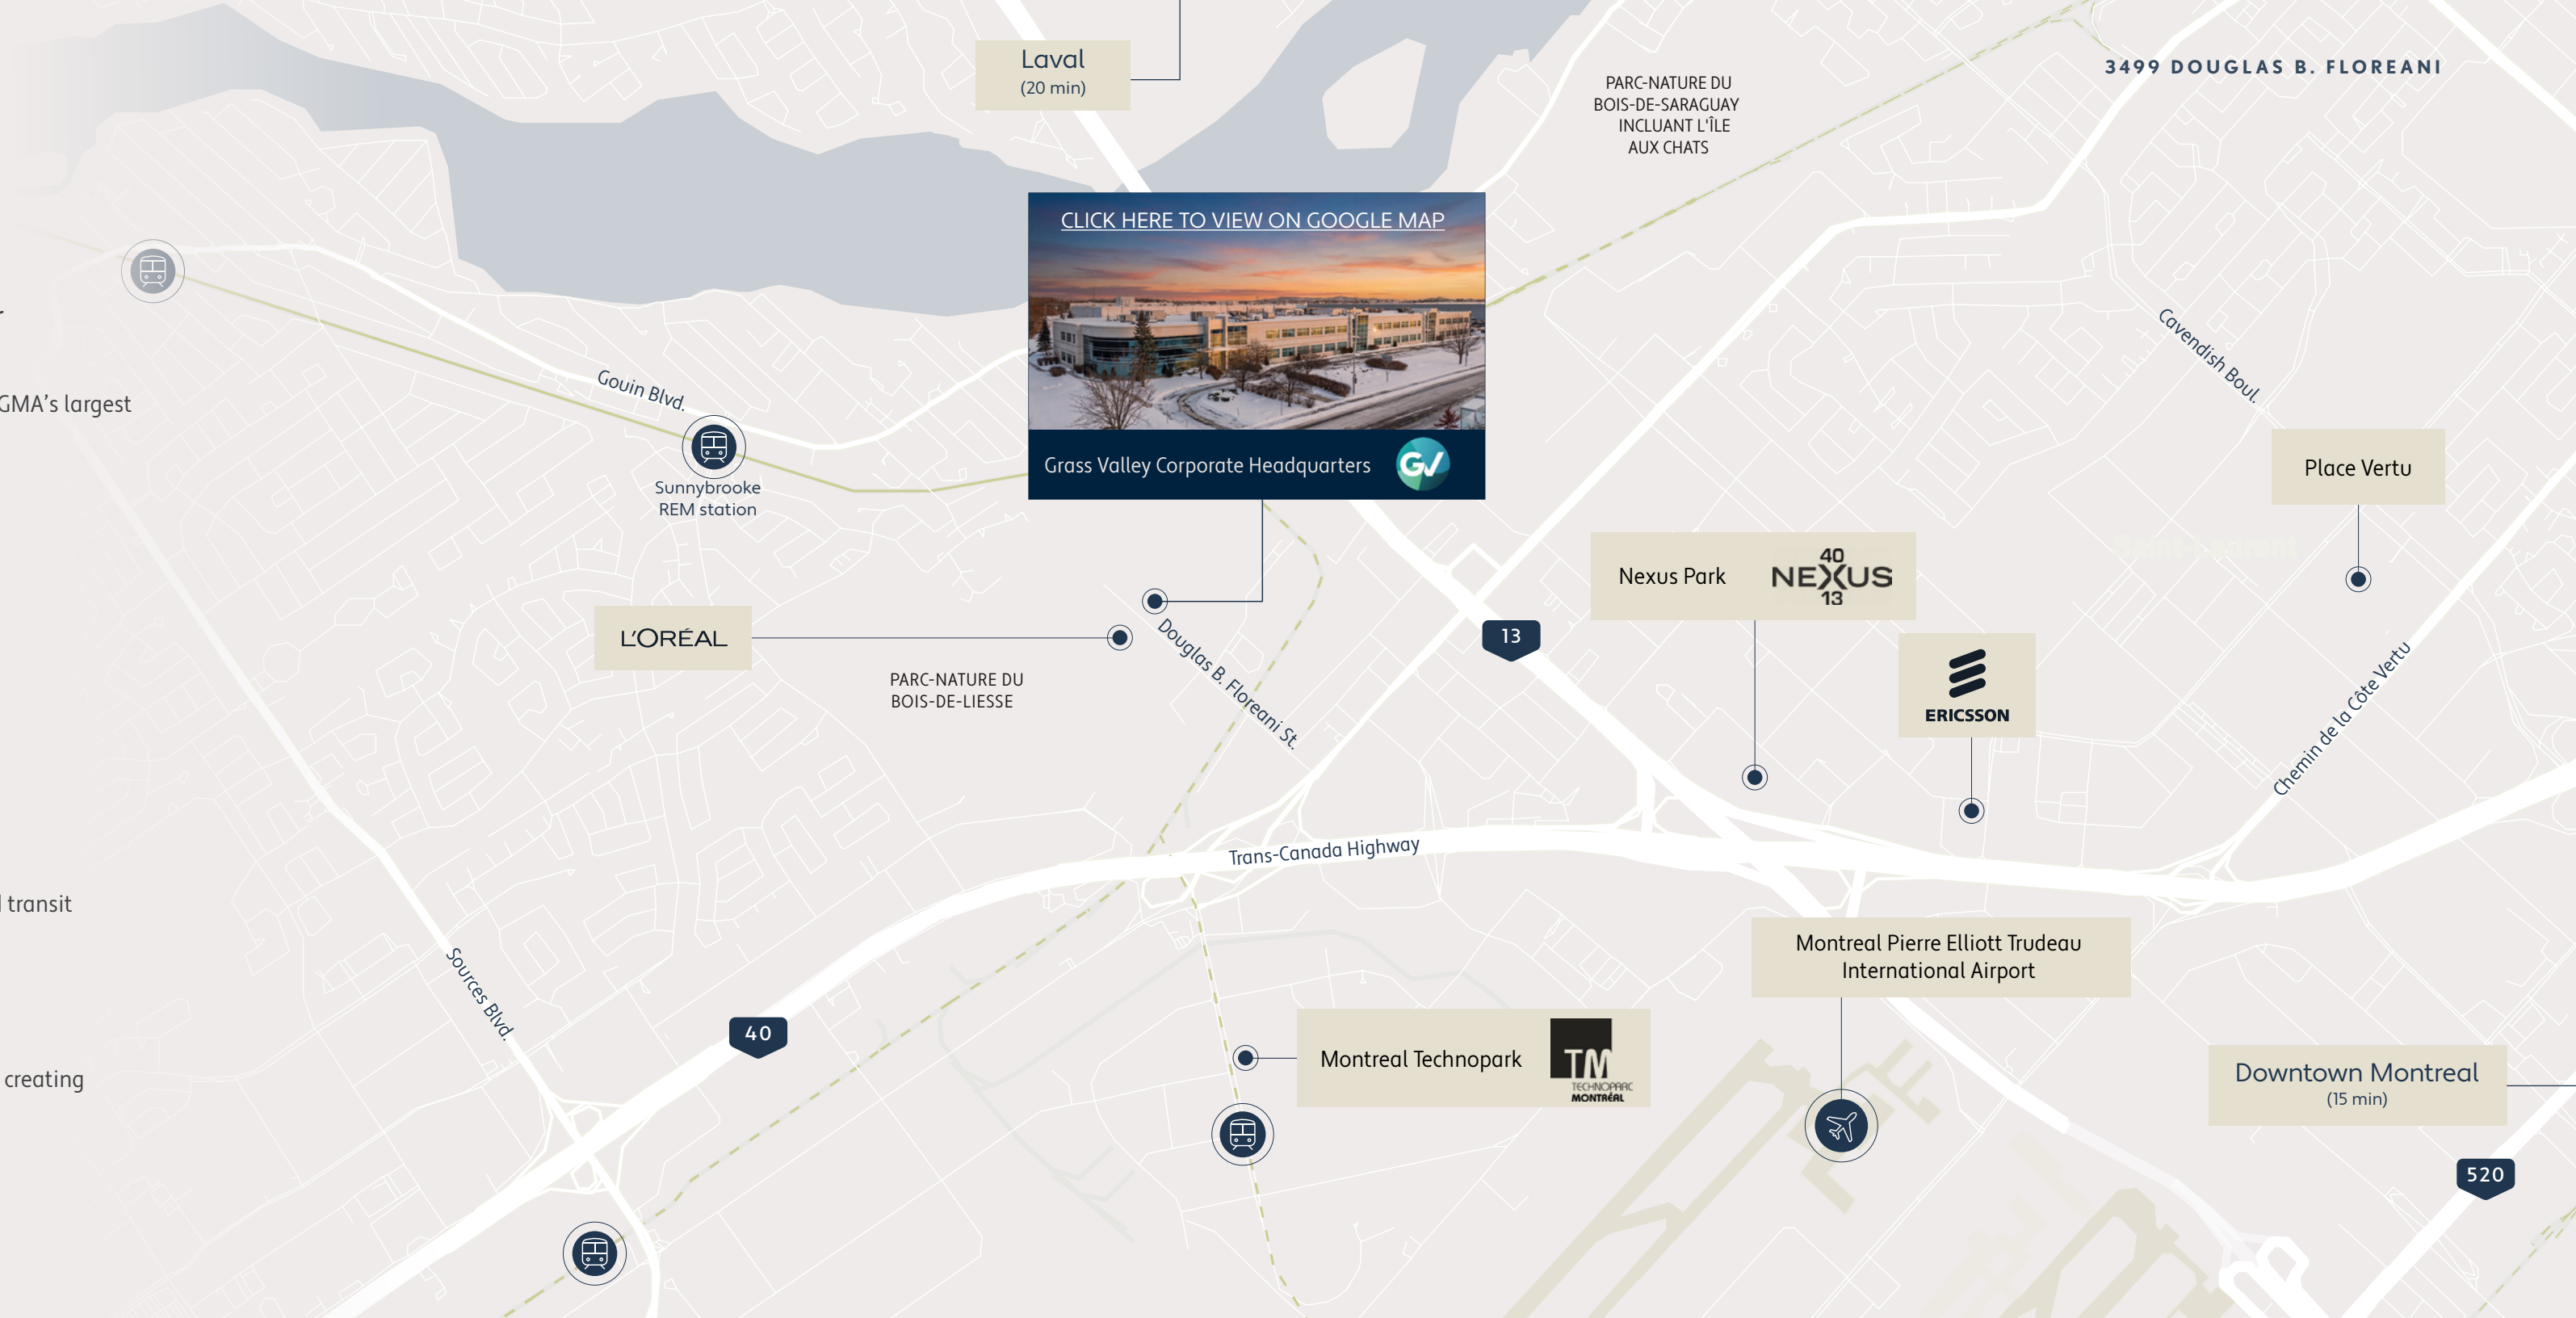 Laval
(20 min)
3499 DOUGLAS B. FLOREANI
PARC-NATURE DU
BOIS-DE-SARAGUAY
INCLUANT L'ÎLE
AUX CHATS
CLICK HERE TO VIEW ON GOOGLE MAP
Grass Valley Corporate Headquarters
GV
GMA's largest
Gouin Blvd.
Sunnybrooke
REM station
Cavendish Boul.
Place Vertu
Nexus Park
40
NEXUS
13
Saint-Laurent
L'ORÉAL
13
Douglas B. Floreani St.
PARC-NATURE DU
BOIS-DE-LIESSE
ERICSSON
Chemin de la Côte Vertu
Trans-Canada Highway
transit
Sources Blvd.
Montreal Pierre Elliott Trudeau
International Airport
40
Montreal Technopark
TM
TECHNOPARC
MONTRÉAL
creating
Downtown Montreal
(15 min)
520